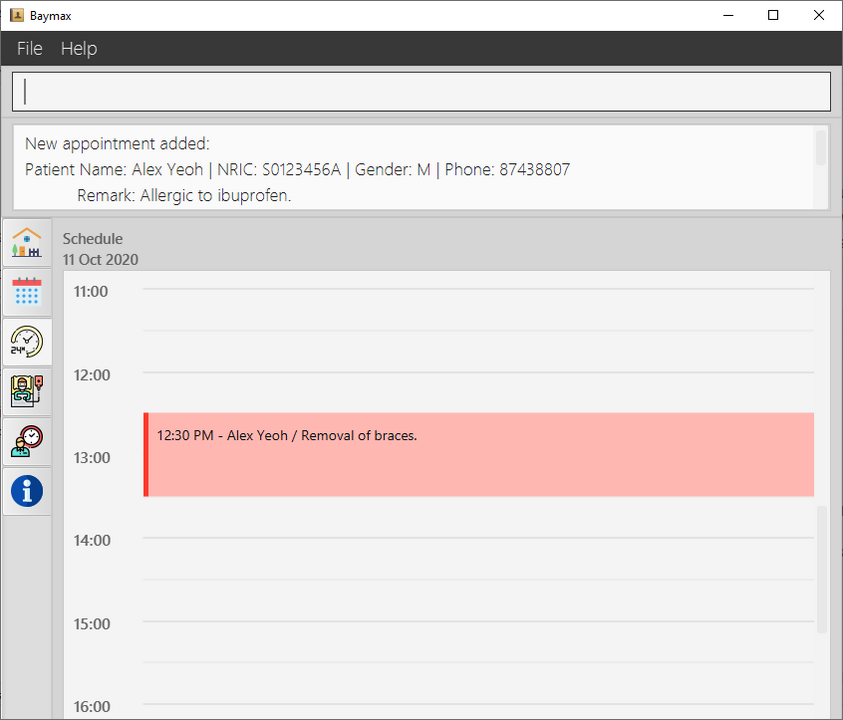 Baymax
File Help
New appointment added:
Patient Name: Alex Yeoh | NRIC: S0123456A | Gender: M | Phone: 87438807
Remark: Allergic to ibuprofen.
Schedule
11 Oct 2020
11:00
12:00
12:30 PM - Alex Yeoh / Removal of braces.
13:00
14:00
15:00
16:00
24H